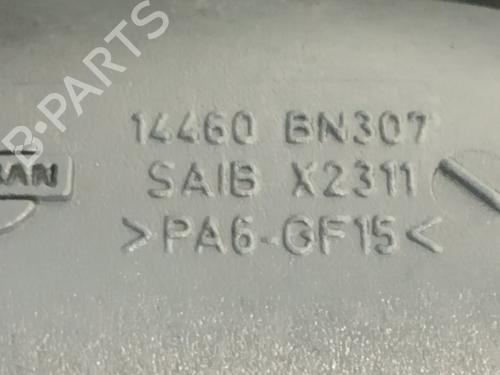 B-PARTS
14460 BN307
SAIB X2311
>PA6-GF15<